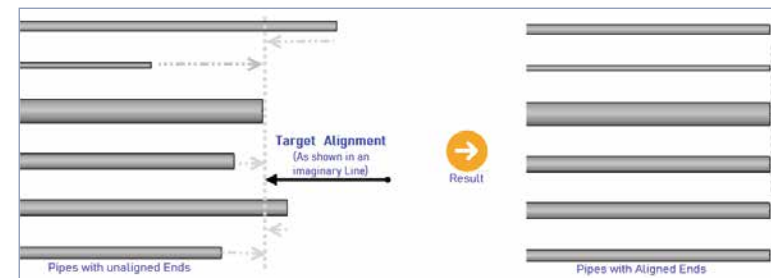 Target Alignment
(As shown in an
imaginary Line)
Result
Pipes with unaligned Ends
Pipes with Aligned Ends